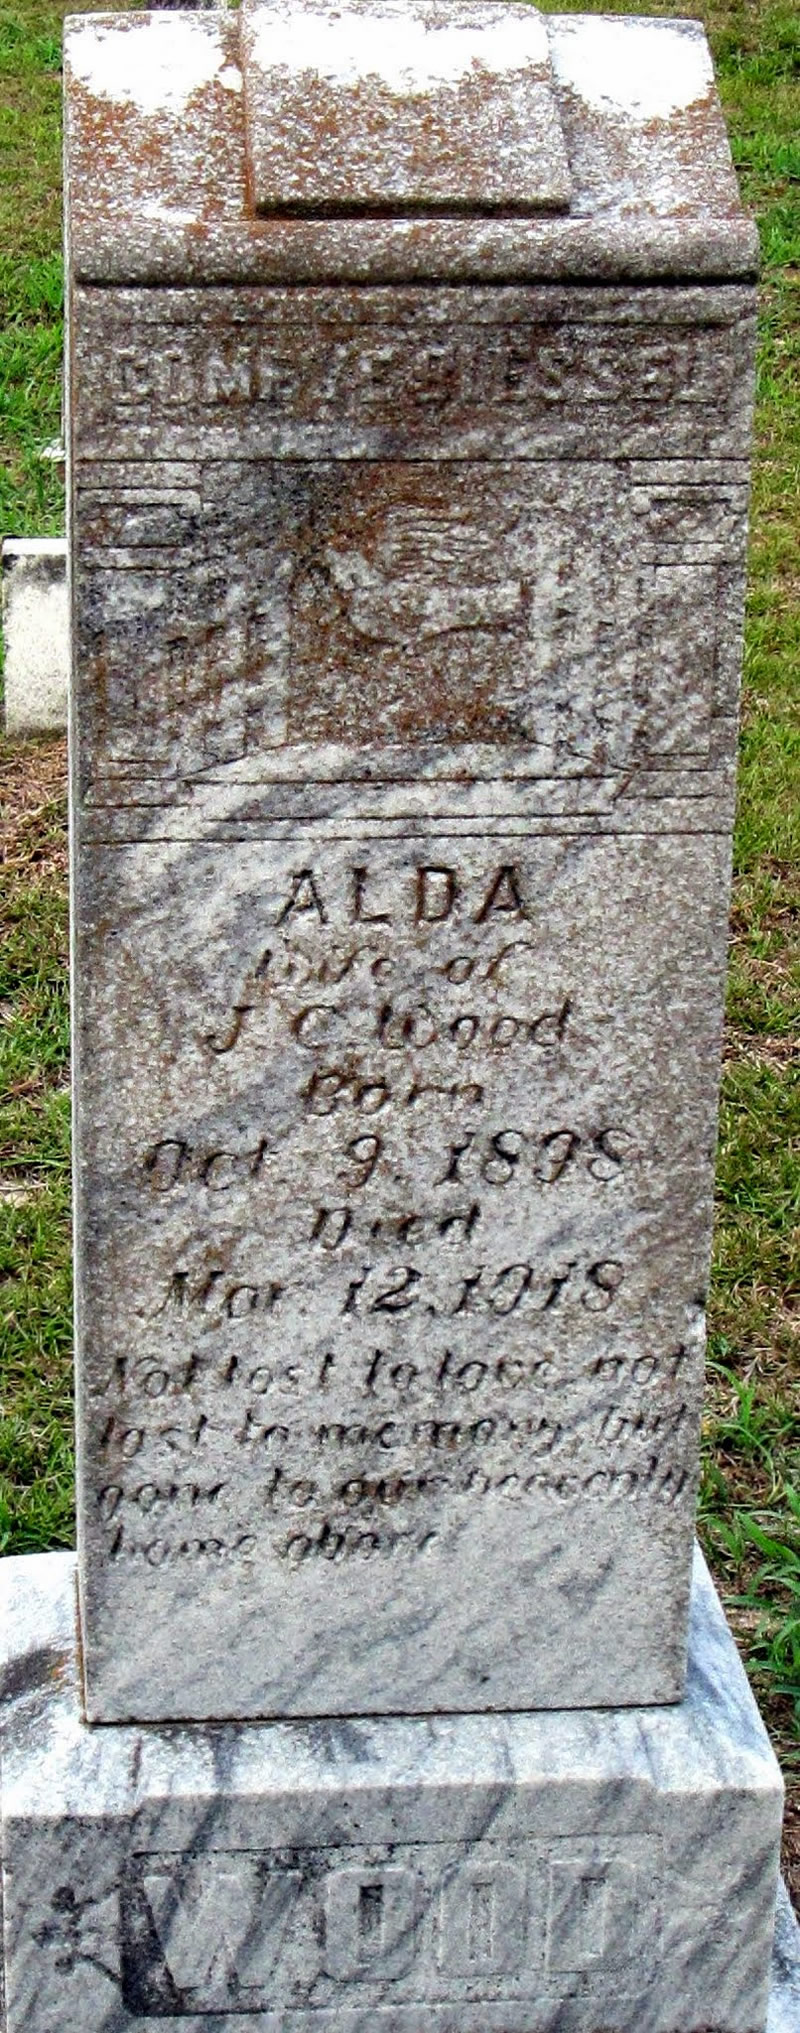 COME YE BLESSED
ALDA
Wife of
J. C. Wood
Born
Oct. 9, 1898
Died
Mar. 12, 1918
Not lost to love, not
lost to memory, but
gone to our heavenly
home above
WOOD